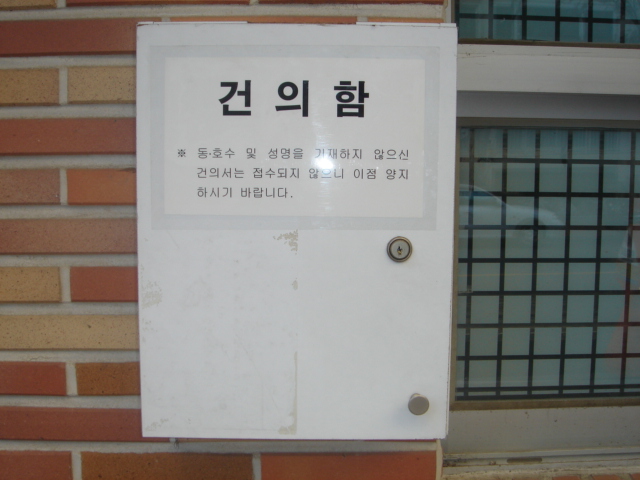 건의함
※ 동·호수 및 성명을 기재하지 않으신
건의서는 접수되지 않으니 이점 양지
하시기 바랍니다.